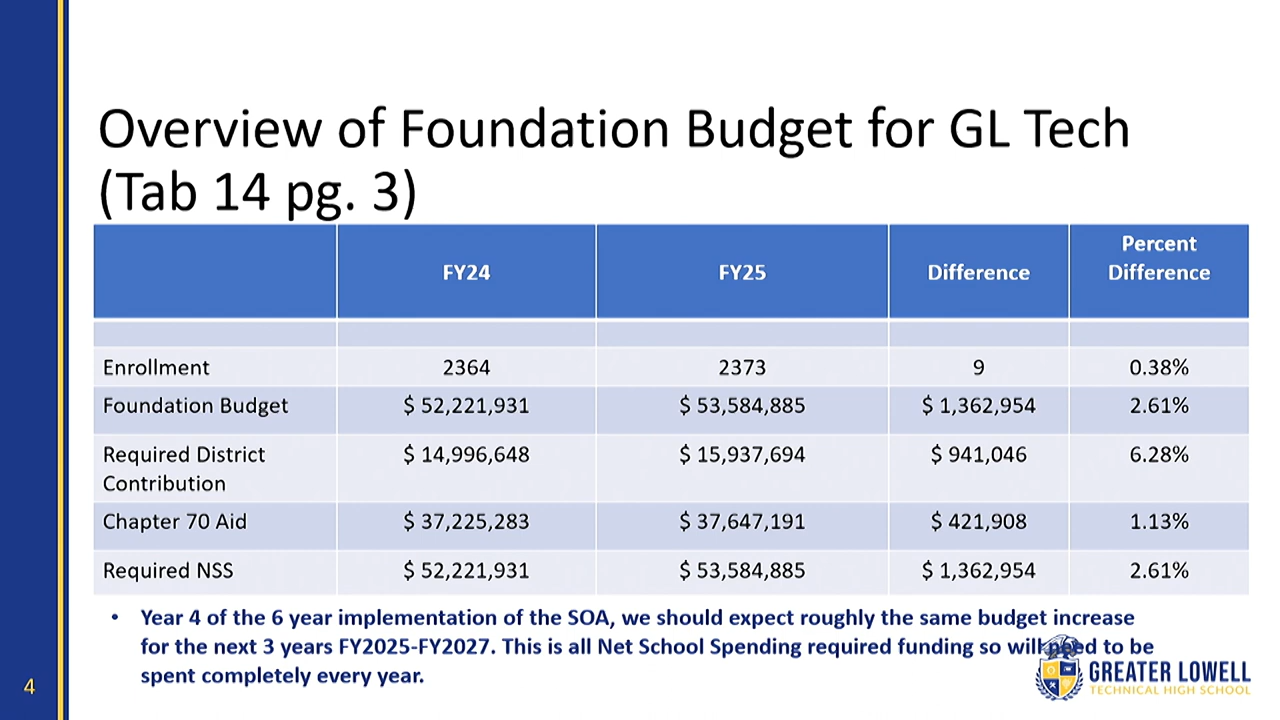 Overview of Foundation Budget for GL Tech
(Tab 14 pg. 3)
FY24 FY25 Difference Percent Difference
Enrollment 2364 2373 9 0.38%
Foundation Budget $ 52,221,931 $ 53,584,885 $ 1,362,954 2.61%
Required District Contribution $ 14,996,648 $ 15,937,694 $ 941,046 6.28%
Chapter 70 Aid $ 37,225,283 $ 37,647,191 $ 421,908 1.13%
Required NSS $ 52,221,931 $ 53,584,885 $ 1,362,954 2.61%
• Year 4 of the 6 year implementation of the SOA, we should expect roughly the same budget increase
for the next 3 years FY2025-FY2027. This is all Net School Spending required funding so will need to be
spent completely every year.
4
GREATER LOWELL
TECHNICAL HIGH SCHOOL